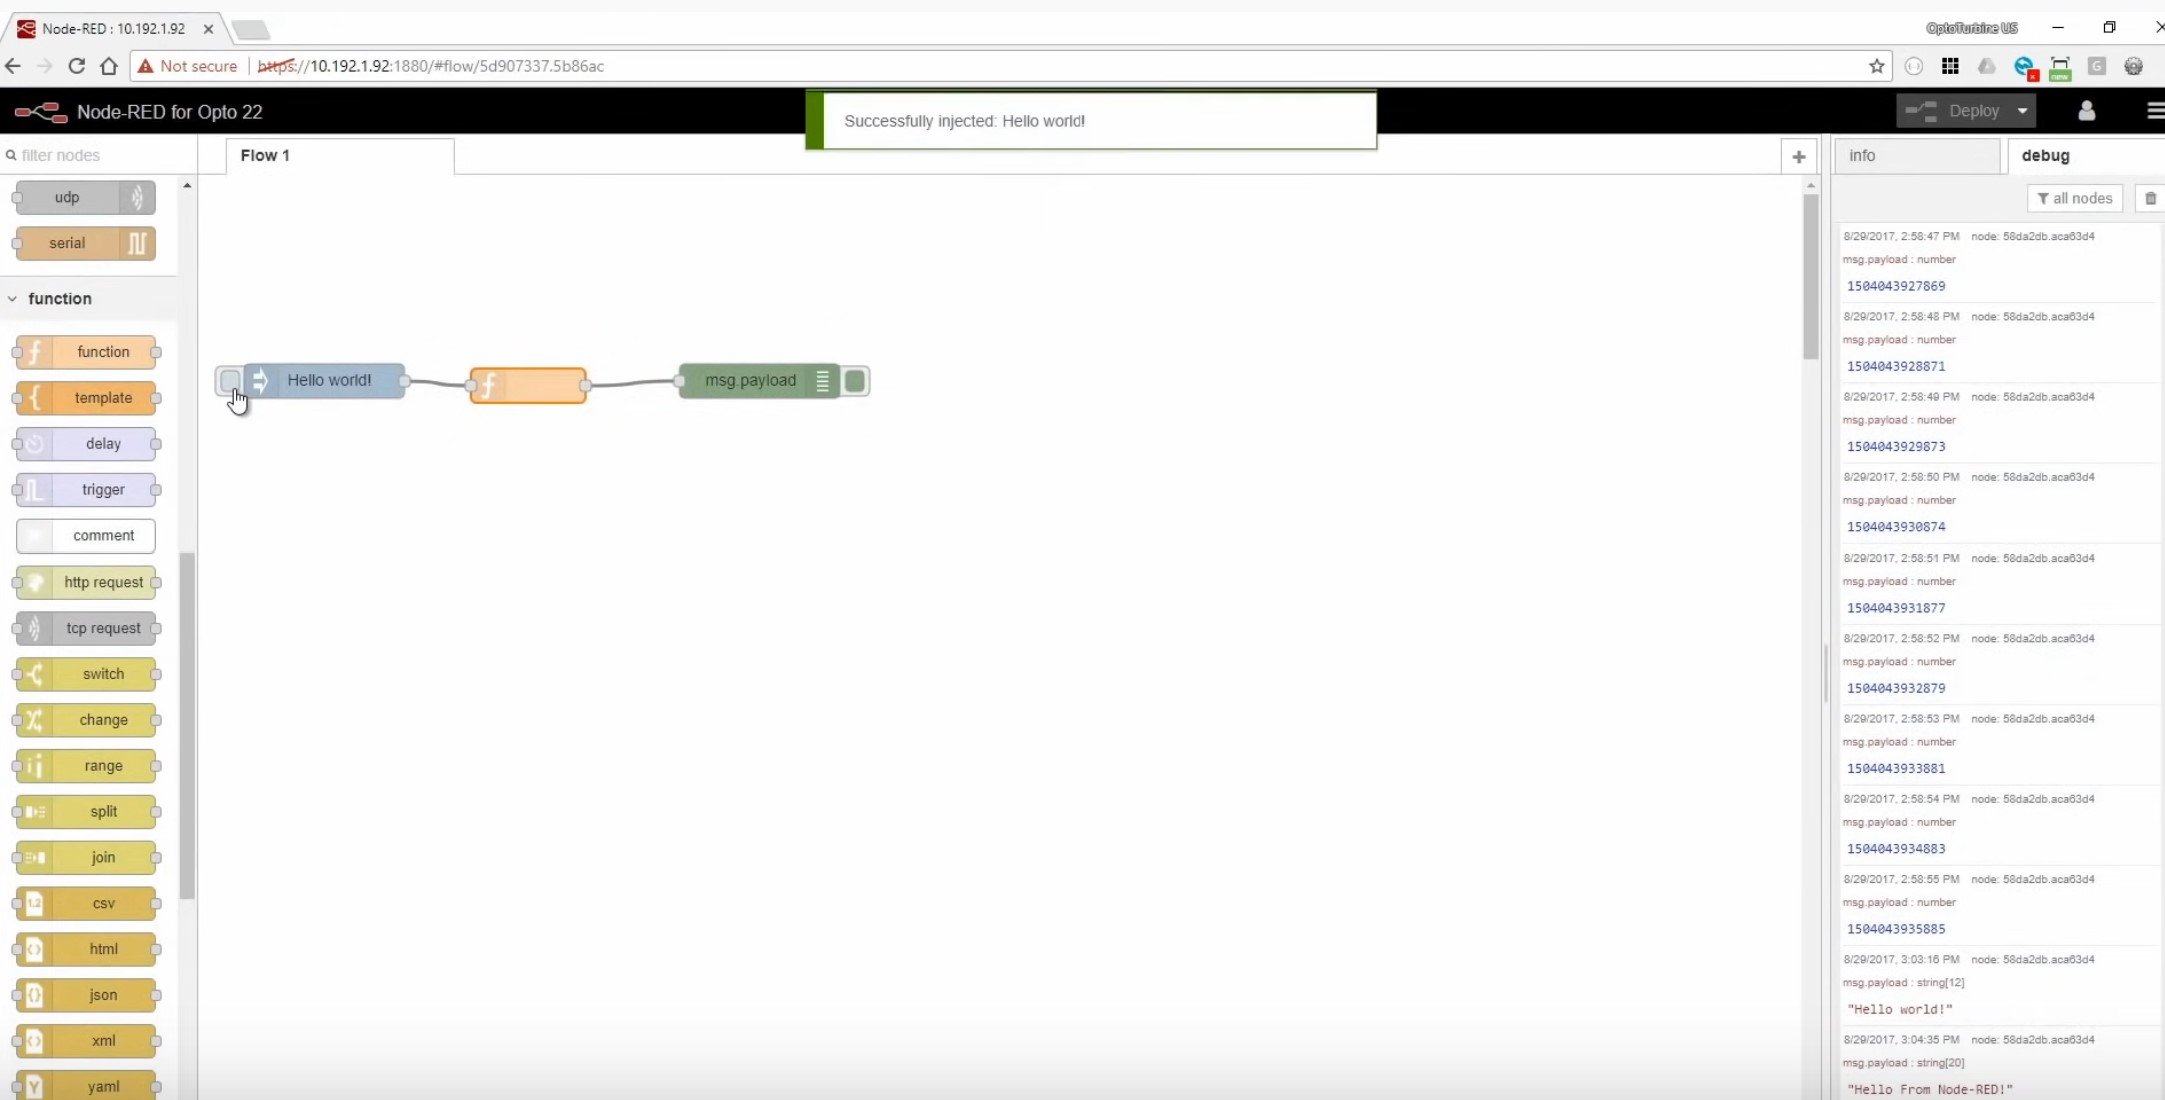 Node-RED : 10.192.1.92
OptoTurbine US
Not secure
https://10.192.1.92:1880/#flow/5d907337.5b86ac
new
G
Node-RED for Opto 22
Successfully injected: Hello world!
Deploy
filter nodes
Flow 1
info
debug
all nodes
udp
serial
function
function
template
delay
trigger
comment
http request
tcp request
switch
change
range
split
join
1.2
csv
html
json
xml
Y
yaml
Hello world!
f
msg.payload
8/29/2017, 2:58:47 PM node: 58da2db.aca63d4
msg.payload : number
1504043927869
8/29/2017, 2:58:48 PM node: 58da2db.aca63d4
msg.payload : number
1504043928871
8/29/2017, 2:58:49 PM node: 58da2db.aca63d4
msg.payload : number
1504043929873
8/29/2017, 2:58:50 PM node: 58da2db.aca63d4
msg.payload : number
1504043930874
8/29/2017, 2:58:51 PM node: 58da2db.aca63d4
msg.payload : number
1504043931877
8/29/2017, 2:58:52 PM node: 58da2db.aca63d4
msg.payload : number
1504043932879
8/29/2017, 2:58:53 PM node: 58da2db.aca63d4
msg.payload : number
1504043933881
8/29/2017, 2:58:54 PM node: 58da2db.aca63d4
msg.payload : number
1504043934883
8/29/2017, 2:58:55 PM node: 58da2db.aca63d4
msg.payload : number
1504043935885
8/29/2017, 3:03:16 PM node: 58da2db.aca63d4
msg.payload : string[12]
"Hello world!"
8/29/2017, 3:04:35 PM node: 58da2db.aca63d4
msg.payload : string[20]
"Hello From Node-RED!"